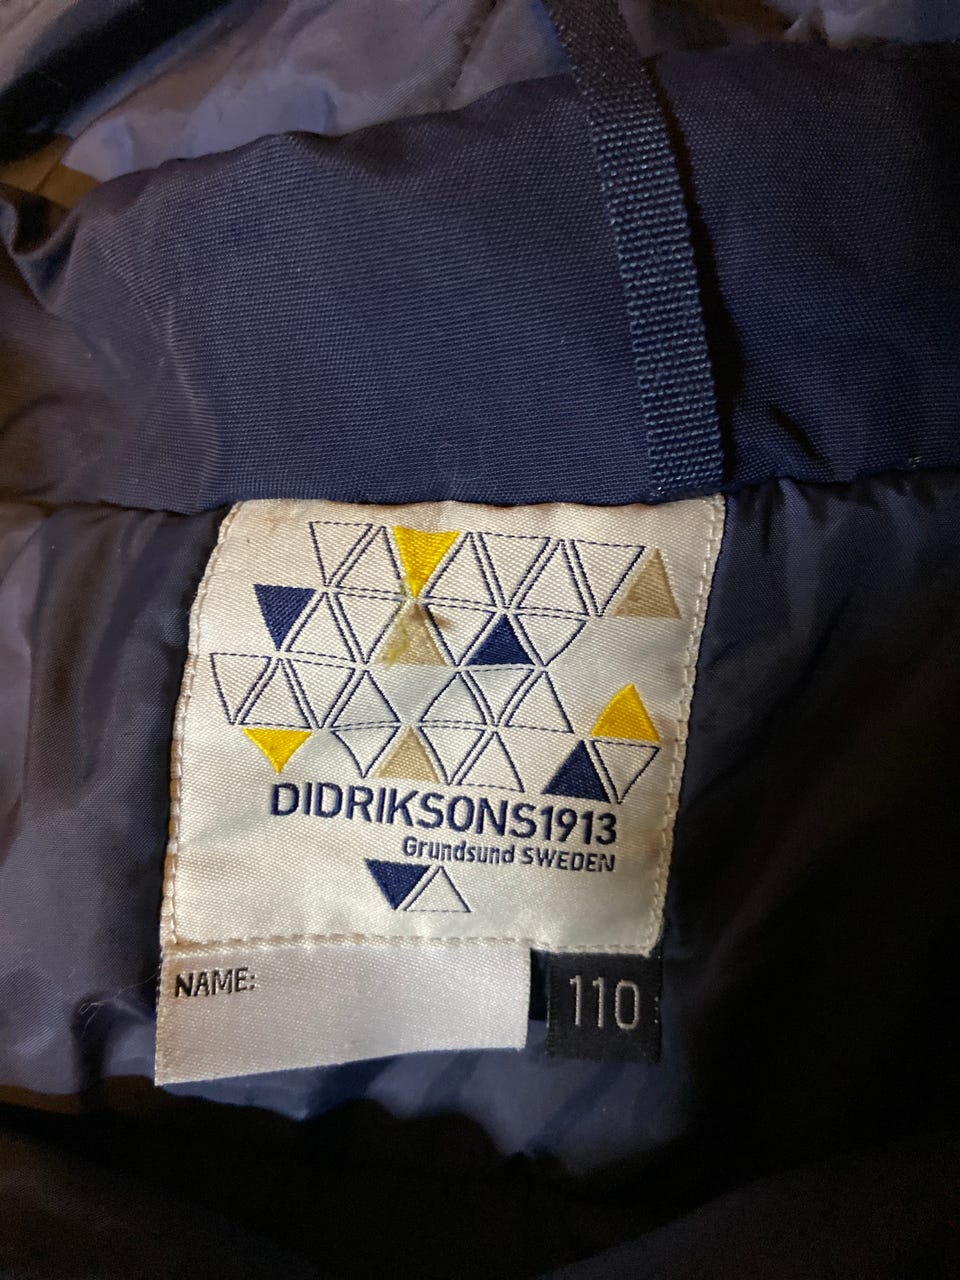 DIDRIKSONS1913
Grundsund SWEDEN
NAME:
110